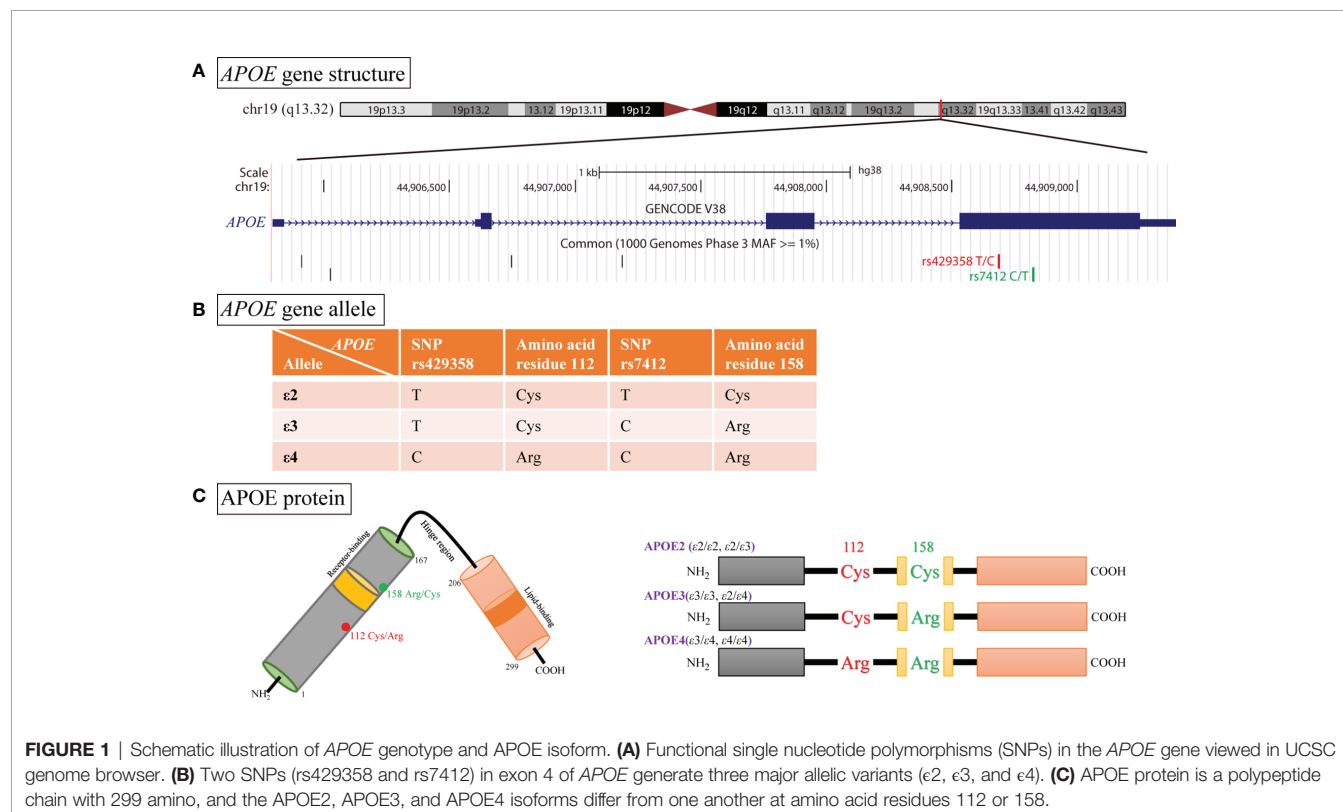 A APOE gene structure
chr19 (q13.32) 19p13.3 19p13.2 13.12 19p13.11 19p12 19q12 q13.11 q13.12 19q13.2 q13.32 19q13.33 13.41 q13.42 q13.43
Scale 1 kb hg38
chr19: 44,906,500 44,907,000 44,907,500 44,908,000 44,908,500 44,909,000
GENCODE V38
APOE
Common (1000 Genomes Phase 3 MAF >= 1%)
rs429358 T/C
rs7412 C/T
B APOE gene allele
APOE SNP Amino acid SNP Amino acid
Allele rs429358 residue 112 rs7412 residue 158
ε2 T Cys T Cys
ε3 T Cys C Arg
ε4 C Arg C Arg
C APOE protein
Receptor-binding
Hinge region
167
206
Lipid-binding
158 Arg/Cys
112 Cys/Arg
299
COOH
NH2 1
112 158
APOE2 (ε2/ε2, ε2/ε3)
NH2 Cys Cys COOH
APOE3(ε3/ε3, ε2/ε4)
NH2 Cys Arg COOH
APOE4(ε3/ε4, ε4/ε4)
NH2 Arg Arg COOH
FIGURE 1 | Schematic illustration of APOE genotype and APOE isoform. (A) Functional single nucleotide polymorphisms (SNPs) in the APOE gene viewed in UCSC
genome browser. (B) Two SNPs (rs429358 and rs7412) in exon 4 of APOE generate three major allelic variants (ϵ2, ϵ3, and ϵ4). (C) APOE protein is a polypeptide
chain with 299 amino, and the APOE2, APOE3, and APOE4 isoforms differ from one another at amino acid residues 112 or 158.